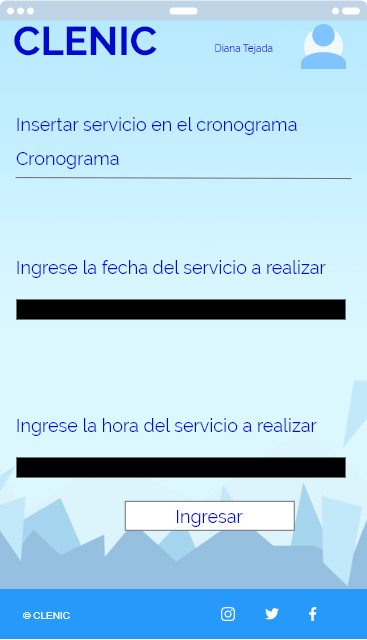 CLENIC
Diana Tejada
Insertar servicio en el cronograma
Cronograma
Ingrese la fecha del servicio a realizar
Ingrese la hora del servicio a realizar
Ingresar
© CLENIC